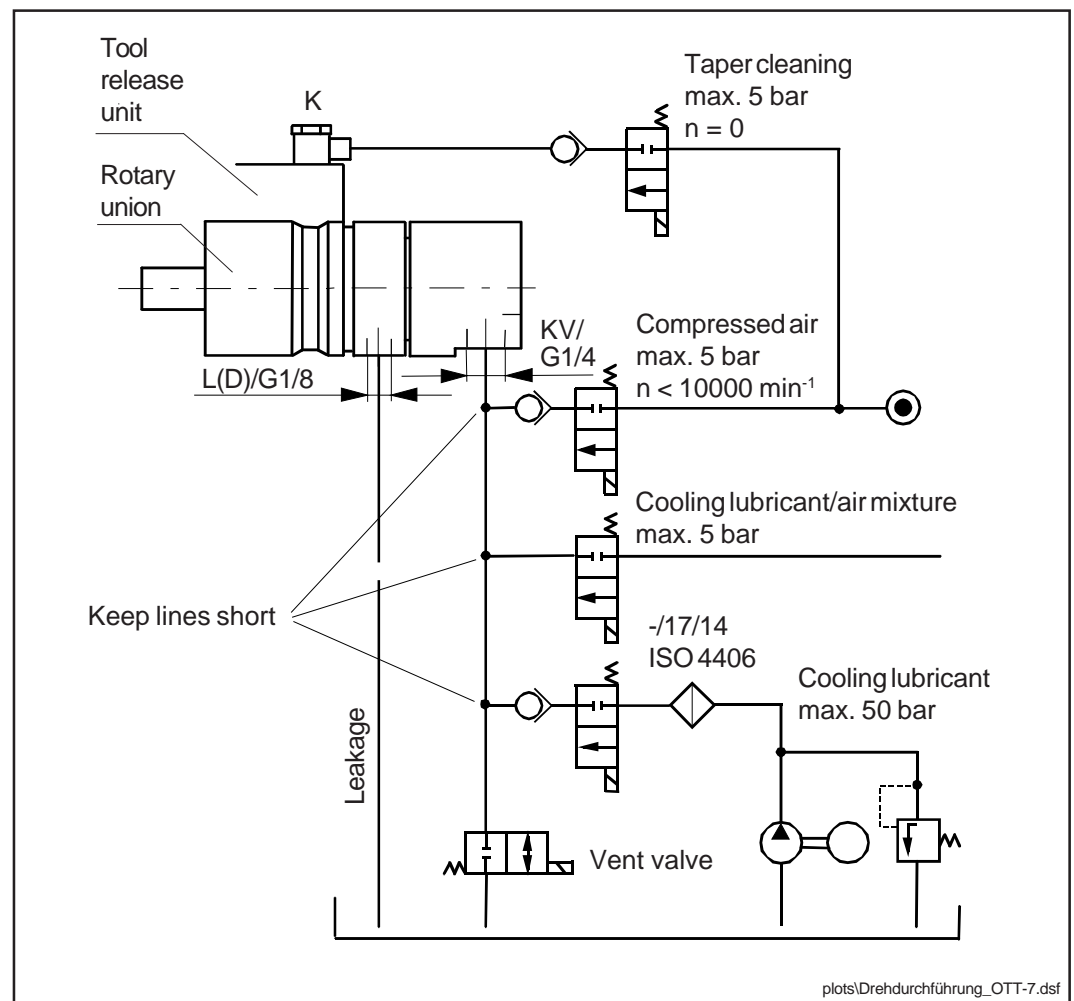 Tool
release
unit
K
Taper cleaning
max. 5 bar
n = 0
Rotary
union
KV/
G1/4
L(D)/G1/8
Compressed air
max. 5 bar
n < 10000 min⁻¹
Cooling lubricant/air mixture
max. 5 bar
Keep lines short
-/17/14
ISO 4406
Cooling lubricant
max. 50 bar
Leakage
Vent valve
plots\Drehdurchführung_OTT-7.dsf